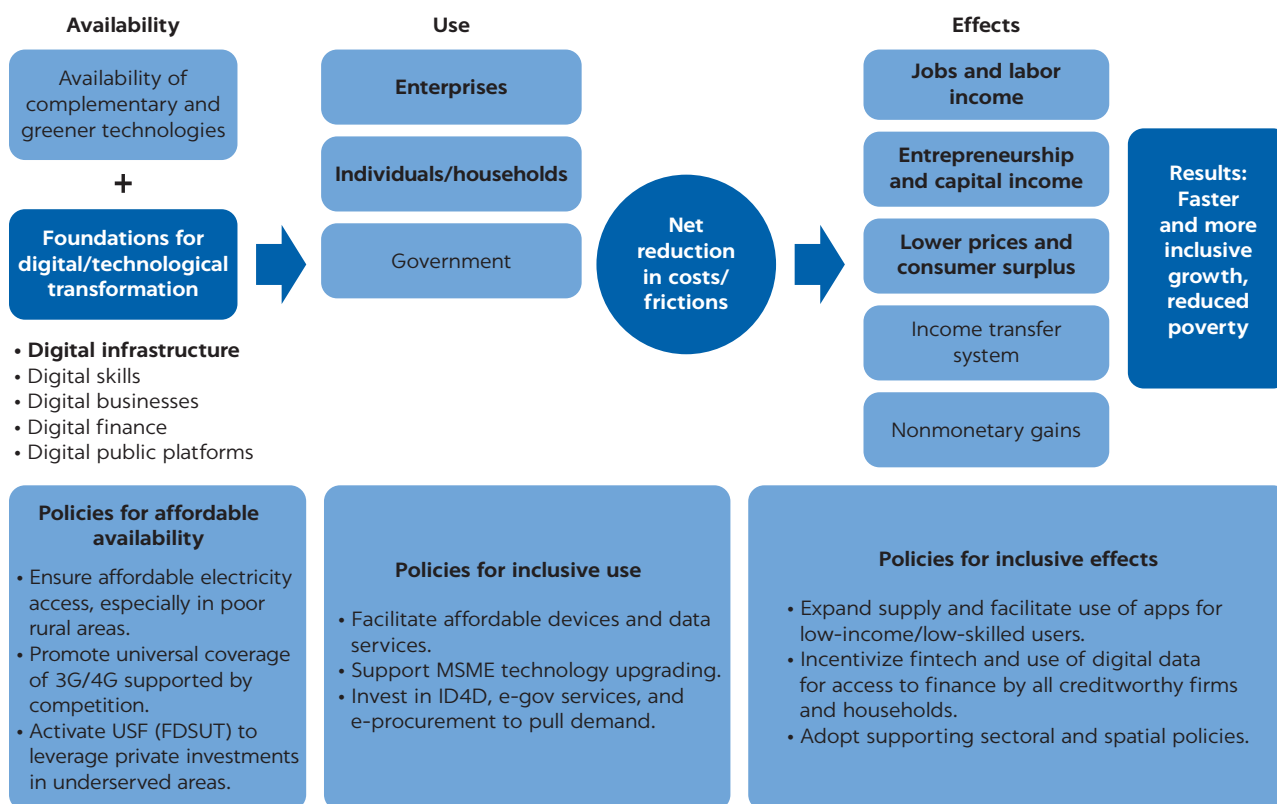 Availability
Availability of
complementary and
greener technologies
+
Foundations for
digital/technological
transformation
• Digital infrastructure
• Digital skills
• Digital businesses
• Digital finance
• Digital public platforms
Use
Enterprises
Individuals/households
Government
Net
reduction
in costs/
frictions
Effects
Jobs and labor
income
Entrepreneurship
and capital income
Lower prices and
consumer surplus
Income transfer
system
Nonmonetary gains
Results:
Faster
and more
inclusive
growth,
reduced
poverty
Policies for affordable
availability
• Ensure affordable electricity
access, especially in poor
rural areas.
• Promote universal coverage
of 3G/4G supported by
competition.
• Activate USF (FDSUT) to
leverage private investments
in underserved areas.
Policies for inclusive use
• Facilitate affordable devices and data
services.
• Support MSME technology upgrading.
• Invest in ID4D, e-gov services, and
e-procurement to pull demand.
Policies for inclusive effects
• Expand supply and facilitate use of apps for
low-income/low-skilled users.
• Incentivize fintech and use of digital data
for access to finance by all creditworthy firms
and households.
• Adopt supporting sectoral and spatial policies.